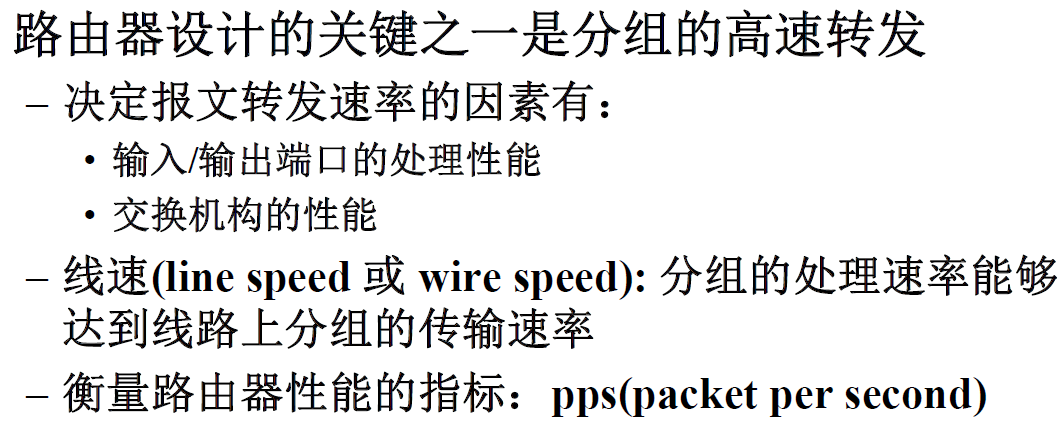 路由器设计的关键之一是分组的高速转发
– 决定报文转发速率的因素有：
• 输入/输出端口的处理性能
• 交换机构的性能
– 线速(line speed 或 wire speed): 分组的处理速率能够
达到线路上分组的传输速率
– 衡量路由器性能的指标：pps(packet per second)